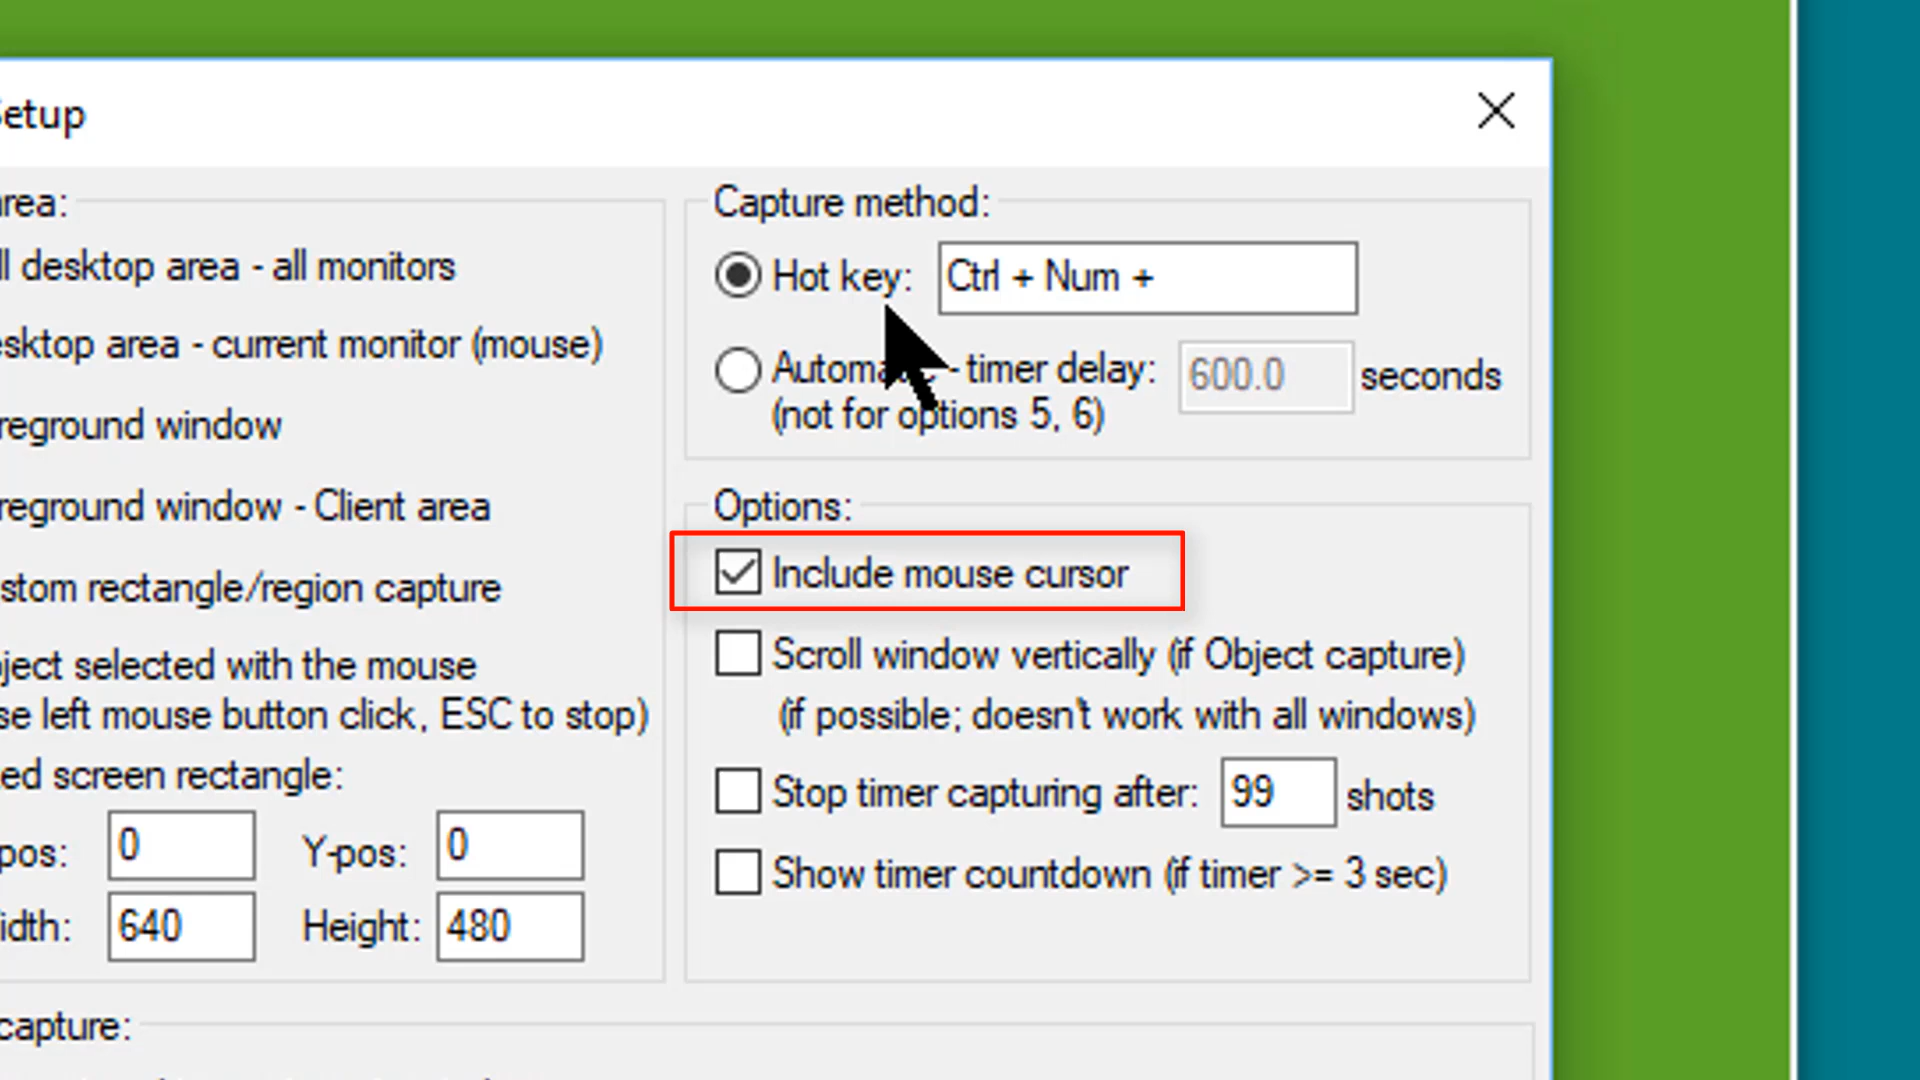 Setup
area:
ll desktop area - all monitors
esktop area - current monitor (mouse)
reground window
reground window - Client area
stom rectangle/region capture
ject selected with the mouse
se left mouse button click, ESC to stop)
ed screen rectangle:
pos: 0 Y-pos: 0
idth: 640 Height: 480
capture:
Capture method:
Hot key: Ctrl + Num +
- timer delay: 600.0 seconds
(not for options 5, 6)
Options:
Include mouse cursor
Scroll window vertically (if Object capture)
(if possible; doesn't work with all windows)
Stop timer capturing after: 99 shots
Show timer countdown (if timer >= 3 sec)